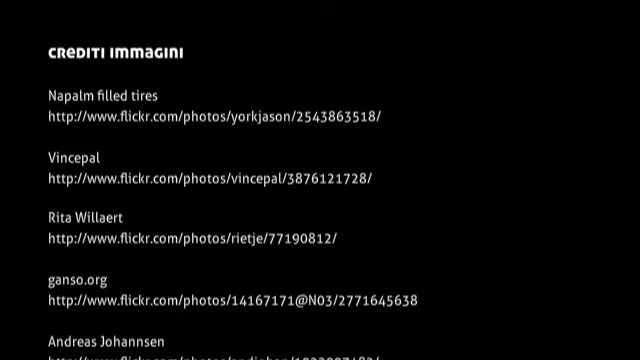 crediti immagini
Napalm filled tires
http://www.flickr.com/photos/yorkjason/2543863518/
Vincepal
http://www.flickr.com/photos/vincepal/3876121728/
Rita Willaert
http://www.flickr.com/photos/rietje/77190812/
ganso.org
http://www.flickr.com/photos/14167171@N03/2771645638
Andreas Johannsen